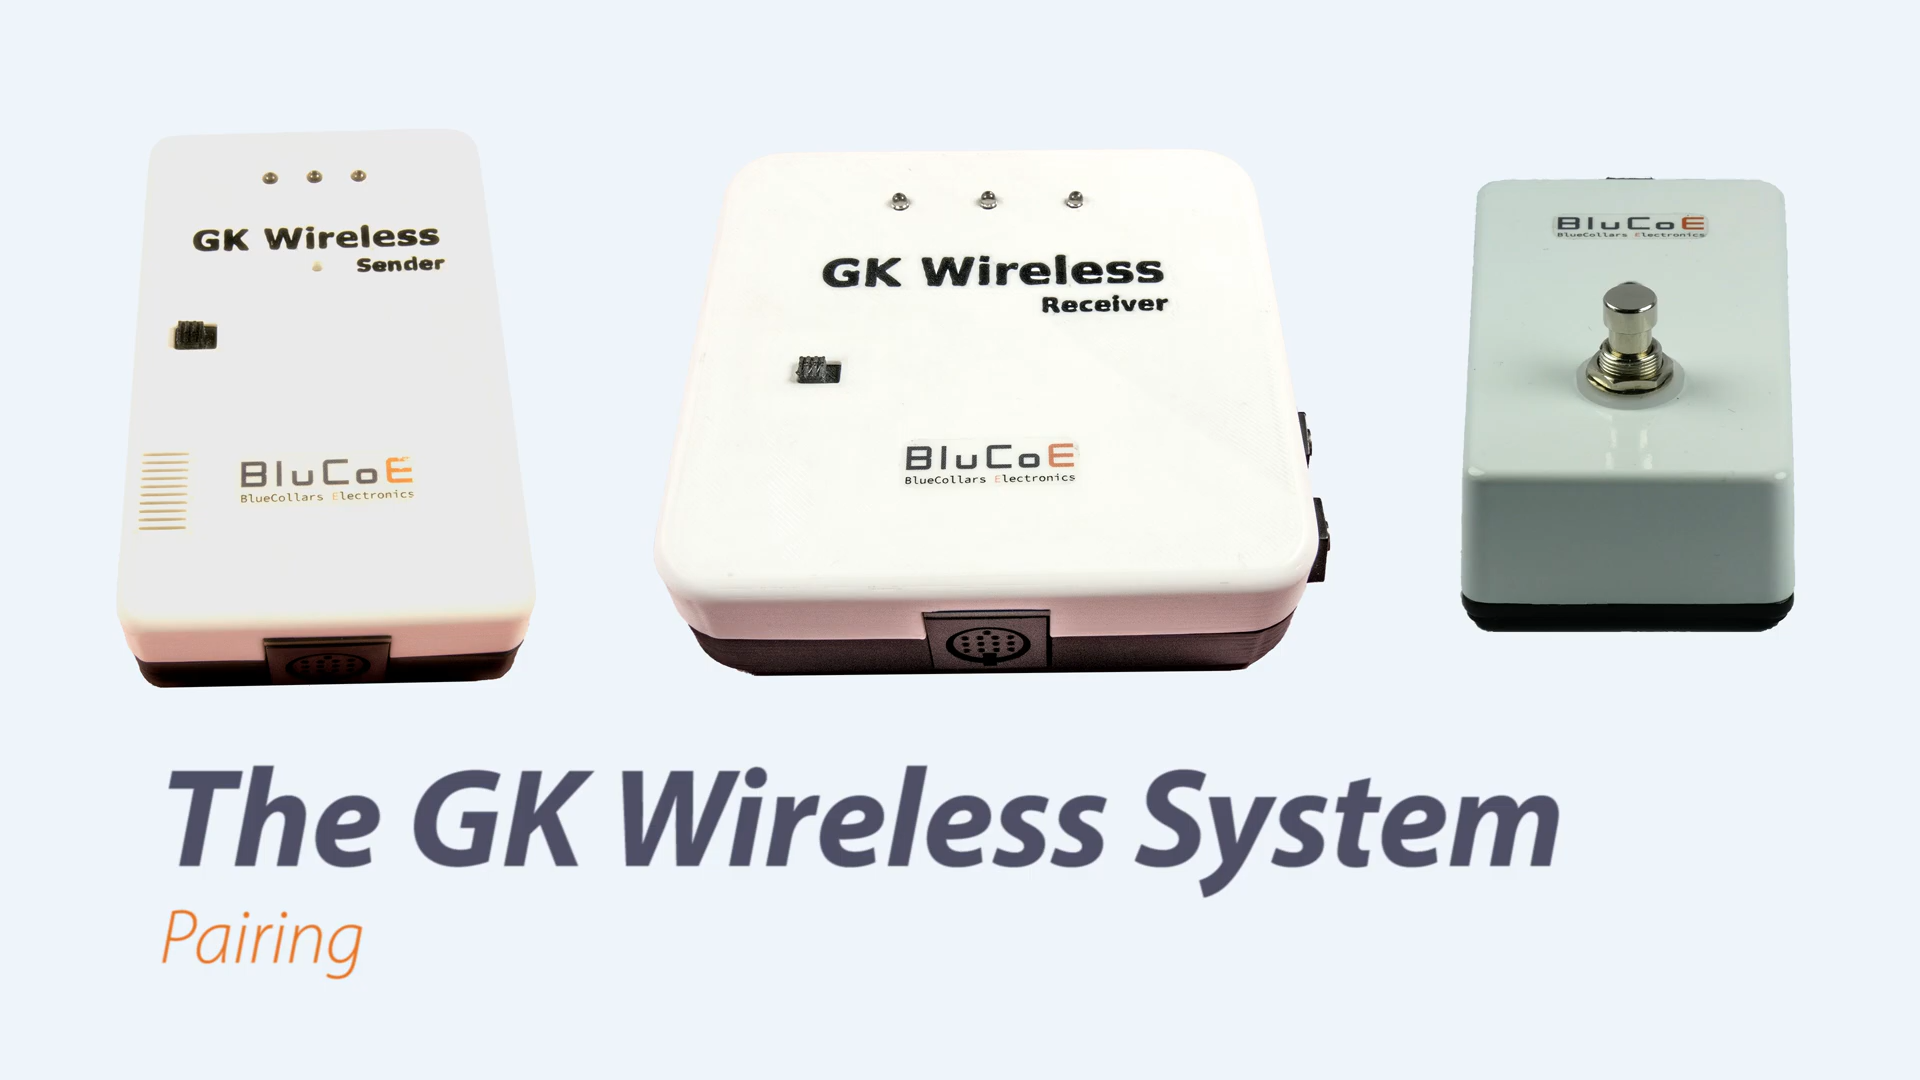 GK Wireless
Sender
BluCoE
BlueCollars Electronics
GK Wireless
Receiver
BluCoE
BlueCollars Electronics
BluCoE
BlueCollars Electronics
The GK Wireless System
Pairing